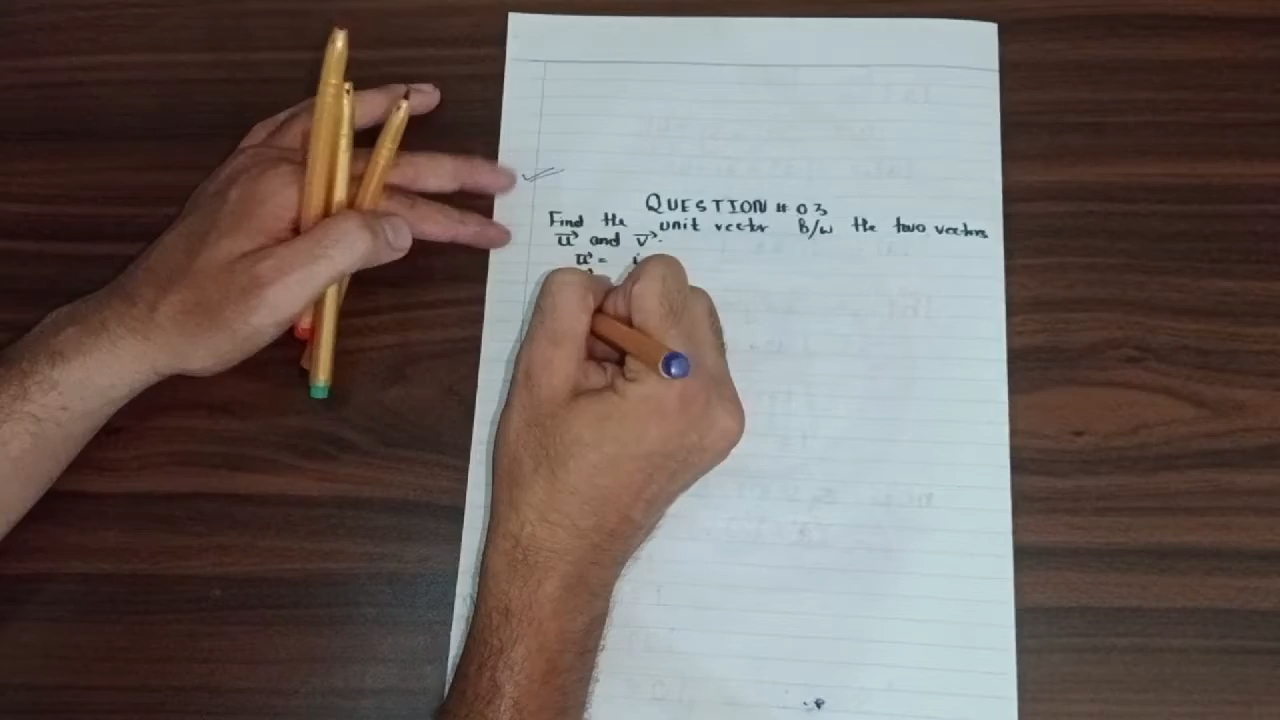 QUESTION # 03
Find the unit vector B/W the two vectors
u⃗ and v⃗.
u⃗ = i